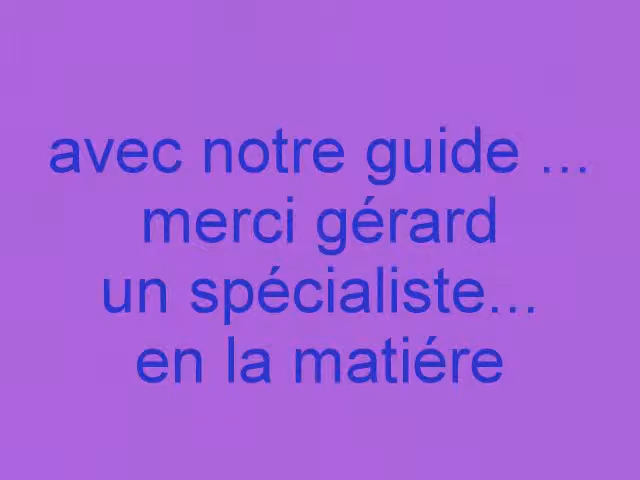 avec notre guide ...
merci gérard
un spécialiste...
en la matiére